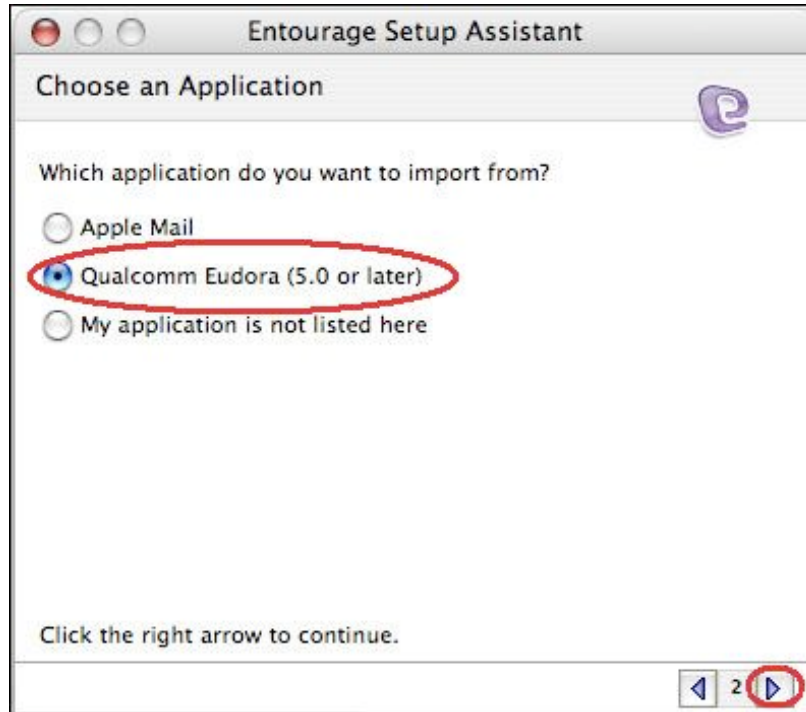 Entourage Setup Assistant
Choose an Application
Which application do you want to import from?
Apple Mail
Qualcomm Eudora (5.0 or later)
My application is not listed here
Click the right arrow to continue.
2